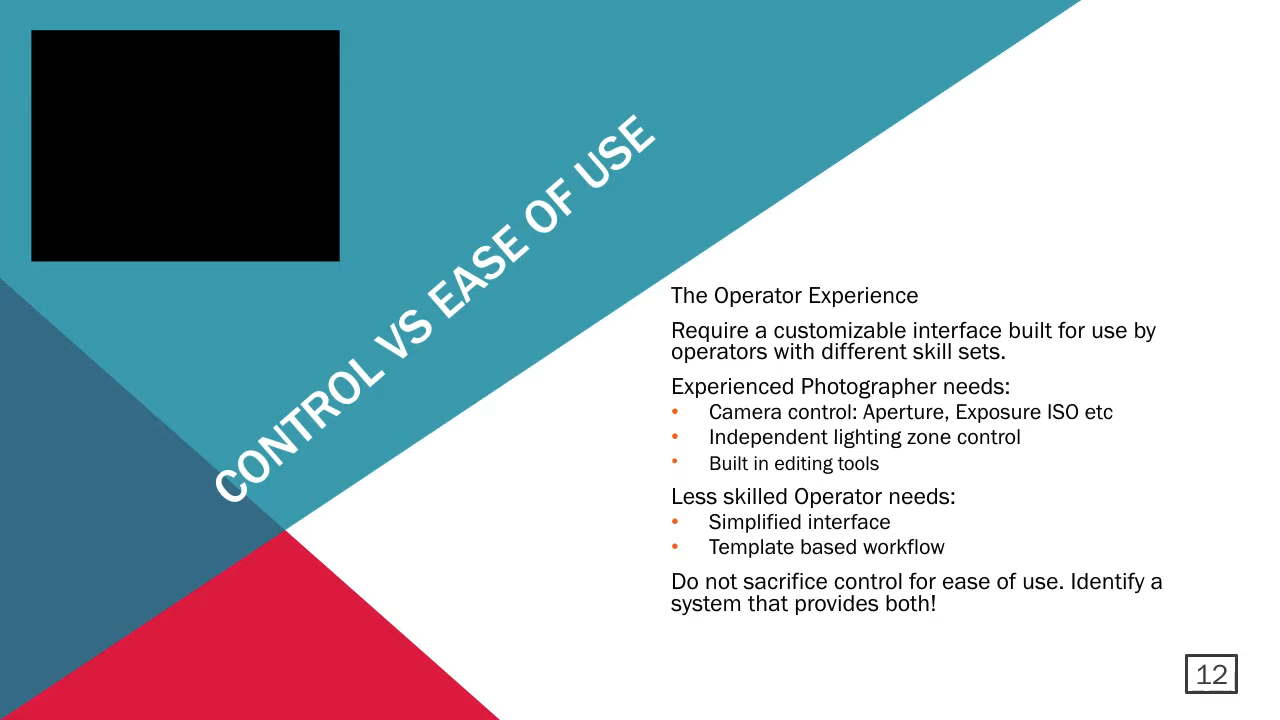 CONTROL VS EASE OF USE
The Operator Experience
Require a customizable interface built for use by
operators with different skill sets.
Experienced Photographer needs:
• Camera control: Aperture, Exposure ISO etc
• Independent lighting zone control
• Built in editing tools
Less skilled Operator needs:
• Simplified interface
• Template based workflow
Do not sacrifice control for ease of use. Identify a
system that provides both!
12